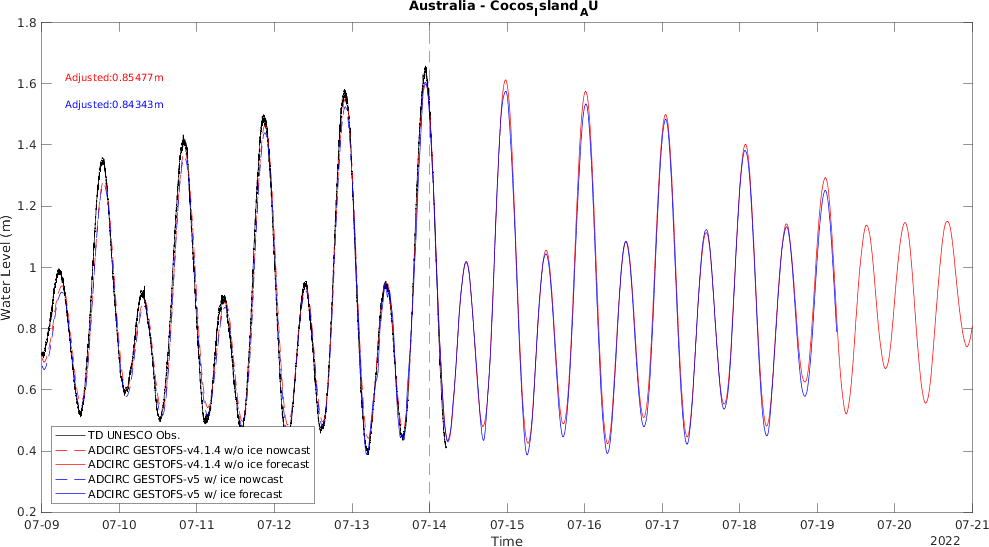 Australia - CocosIslandAU
1.8
1.6
1.4
1.2
1
0.8
0.6
0.4
0.2
Water Level (m)
Adjusted:0.85477m
Adjusted:0.84343m
TD UNESCO Obs.
ADCIRC GESTOFS-v4.1.4 w/o ice nowcast
ADCIRC GESTOFS-v4.1.4 w/o ice forecast
ADCIRC GESTOFS-v5 w/ ice nowcast
ADCIRC GESTOFS-v5 w/ ice forecast
07-09 07-10 07-11 07-12 07-13 07-14 07-15 07-16 07-17 07-18 07-19 07-20 07-21
Time
2022